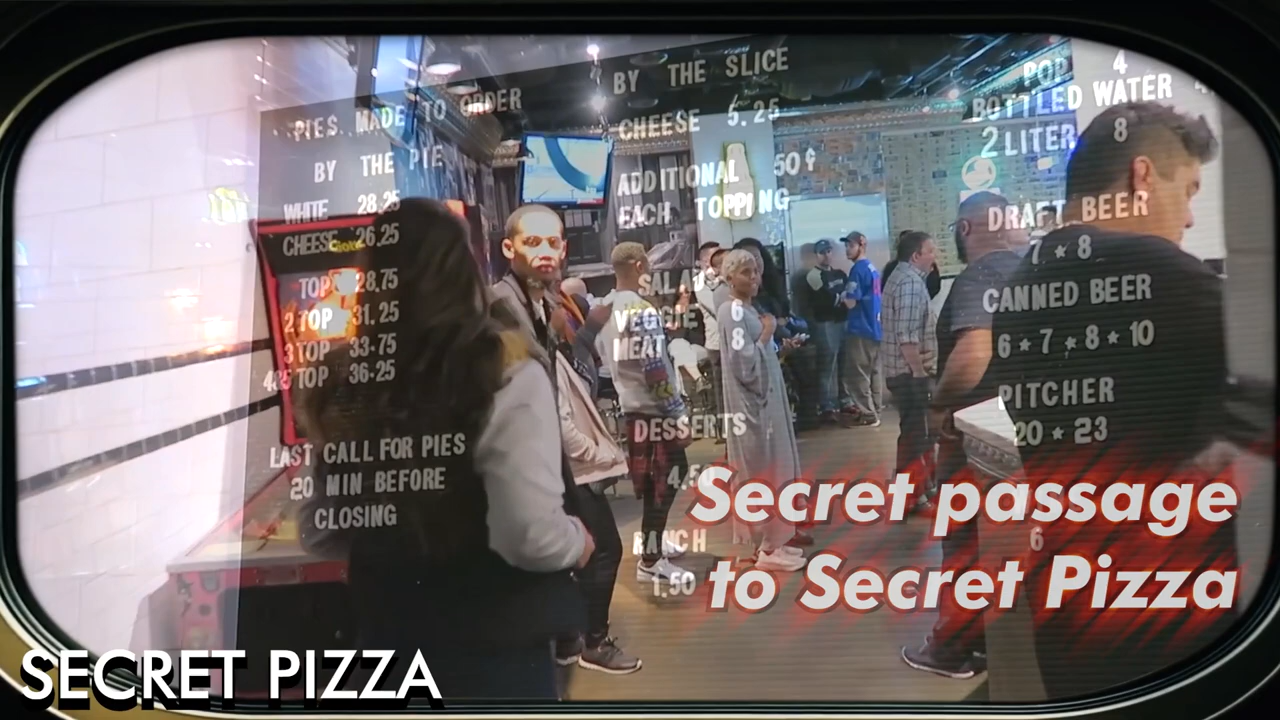 PIES MADE TO ORDER
BY THE PIE
WHITE 28.25
CHEESE 26.25
TOP 28.75
2 TOP 31.25
3 TOP 33.75
TOP 36.25
LAST CALL FOR PIES
20 MIN BEFORE
CLOSING
BY THE SLICE
CHEESE 5.25
ADDITIONAL 50¢
EACH TOPPING
SALAD
VEGGIE 6
MEAT 8
DESSERTS
4.50
RANCH
1.50
POP 4
BOTTLED WATER
2 LITER 8
DRAFT BEER
7 * 8
CANNED BEER
6 * 7 * 8 * 10
PITCHER
20 * 23
6
Secret passage
to Secret Pizza
SECRET PIZZA